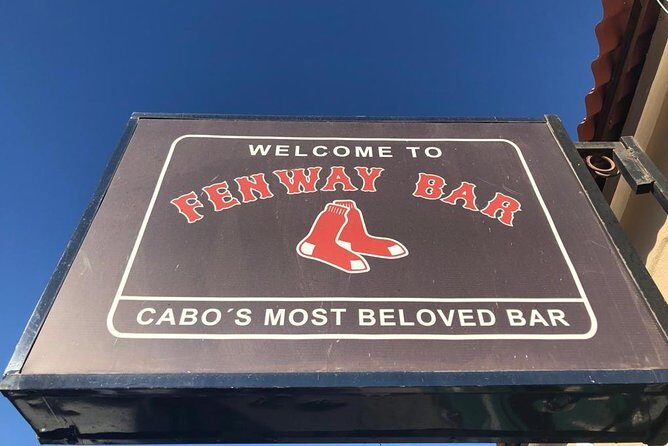 WELCOME TO
FENWAY BAR
CABO´S MOST BELOVED BAR